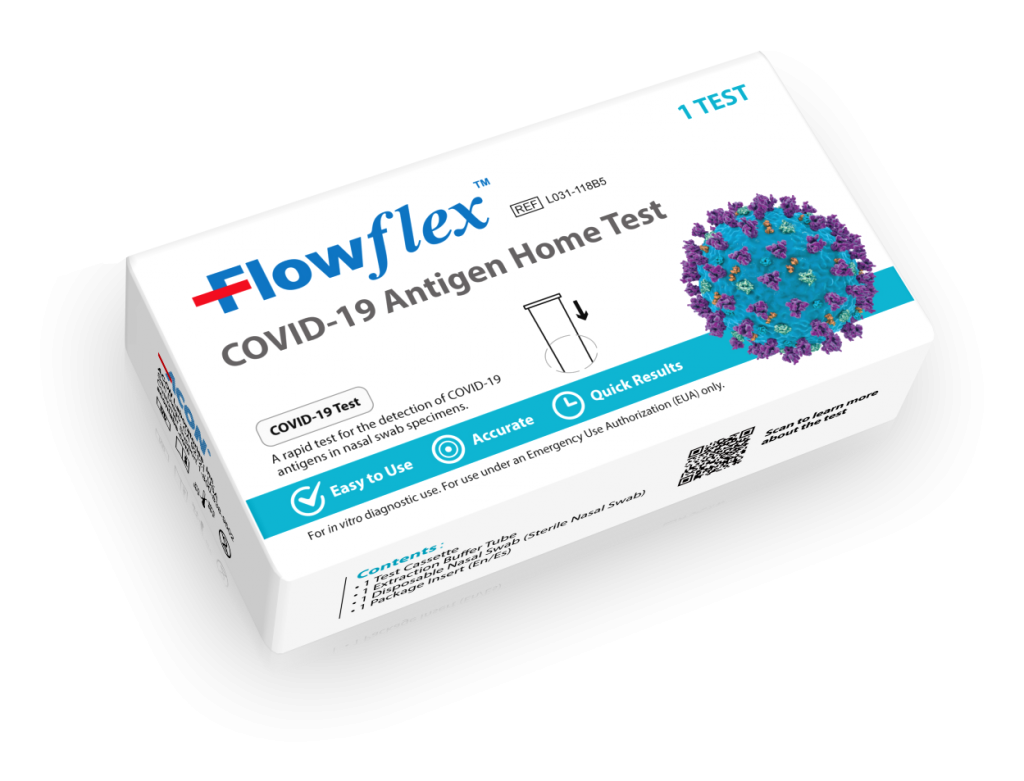 1 TEST
Flowflex™
REF L031-118B5
COVID-19 Antigen Home Test
COVID-19 Test
A rapid test for the detection of COVID-19
antigens in nasal swab specimens.
Easy to Use
Accurate
Quick Results
For in vitro diagnostic use. For use under an Emergency Use Authorization (EUA) only.
Scan to learn more
about the test
Contents:
• 1 Test Cassette
• 1 Extraction Buffer Tube
• 1 Disposable Nasal Swab (Sterile Nasal Swab)
• 1 Package Insert (En/Es)
ACON